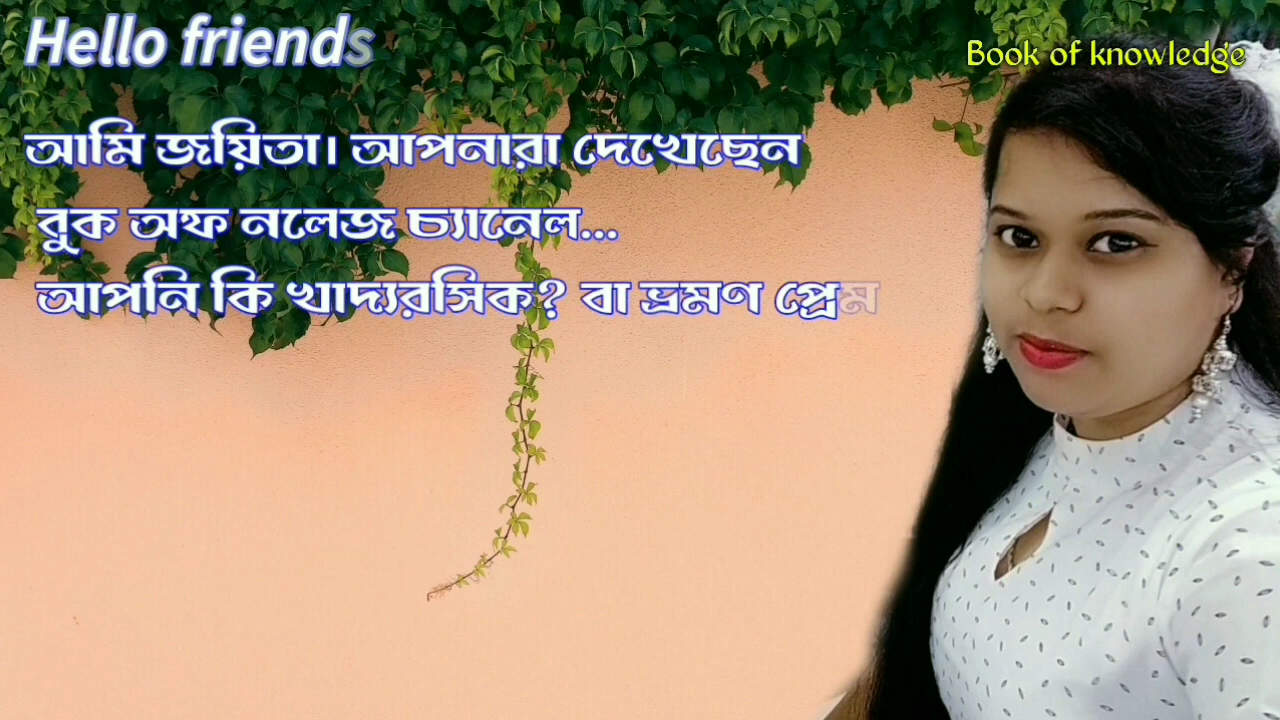 Hello friends
Book of knowledge
আমি জয়িতা। আপনারা দেখেছেন
বুক অফ নলেজ চ্যানেল...
আপনি কি খাদ্যরসিক? বা ভ্রমণ প্রেম